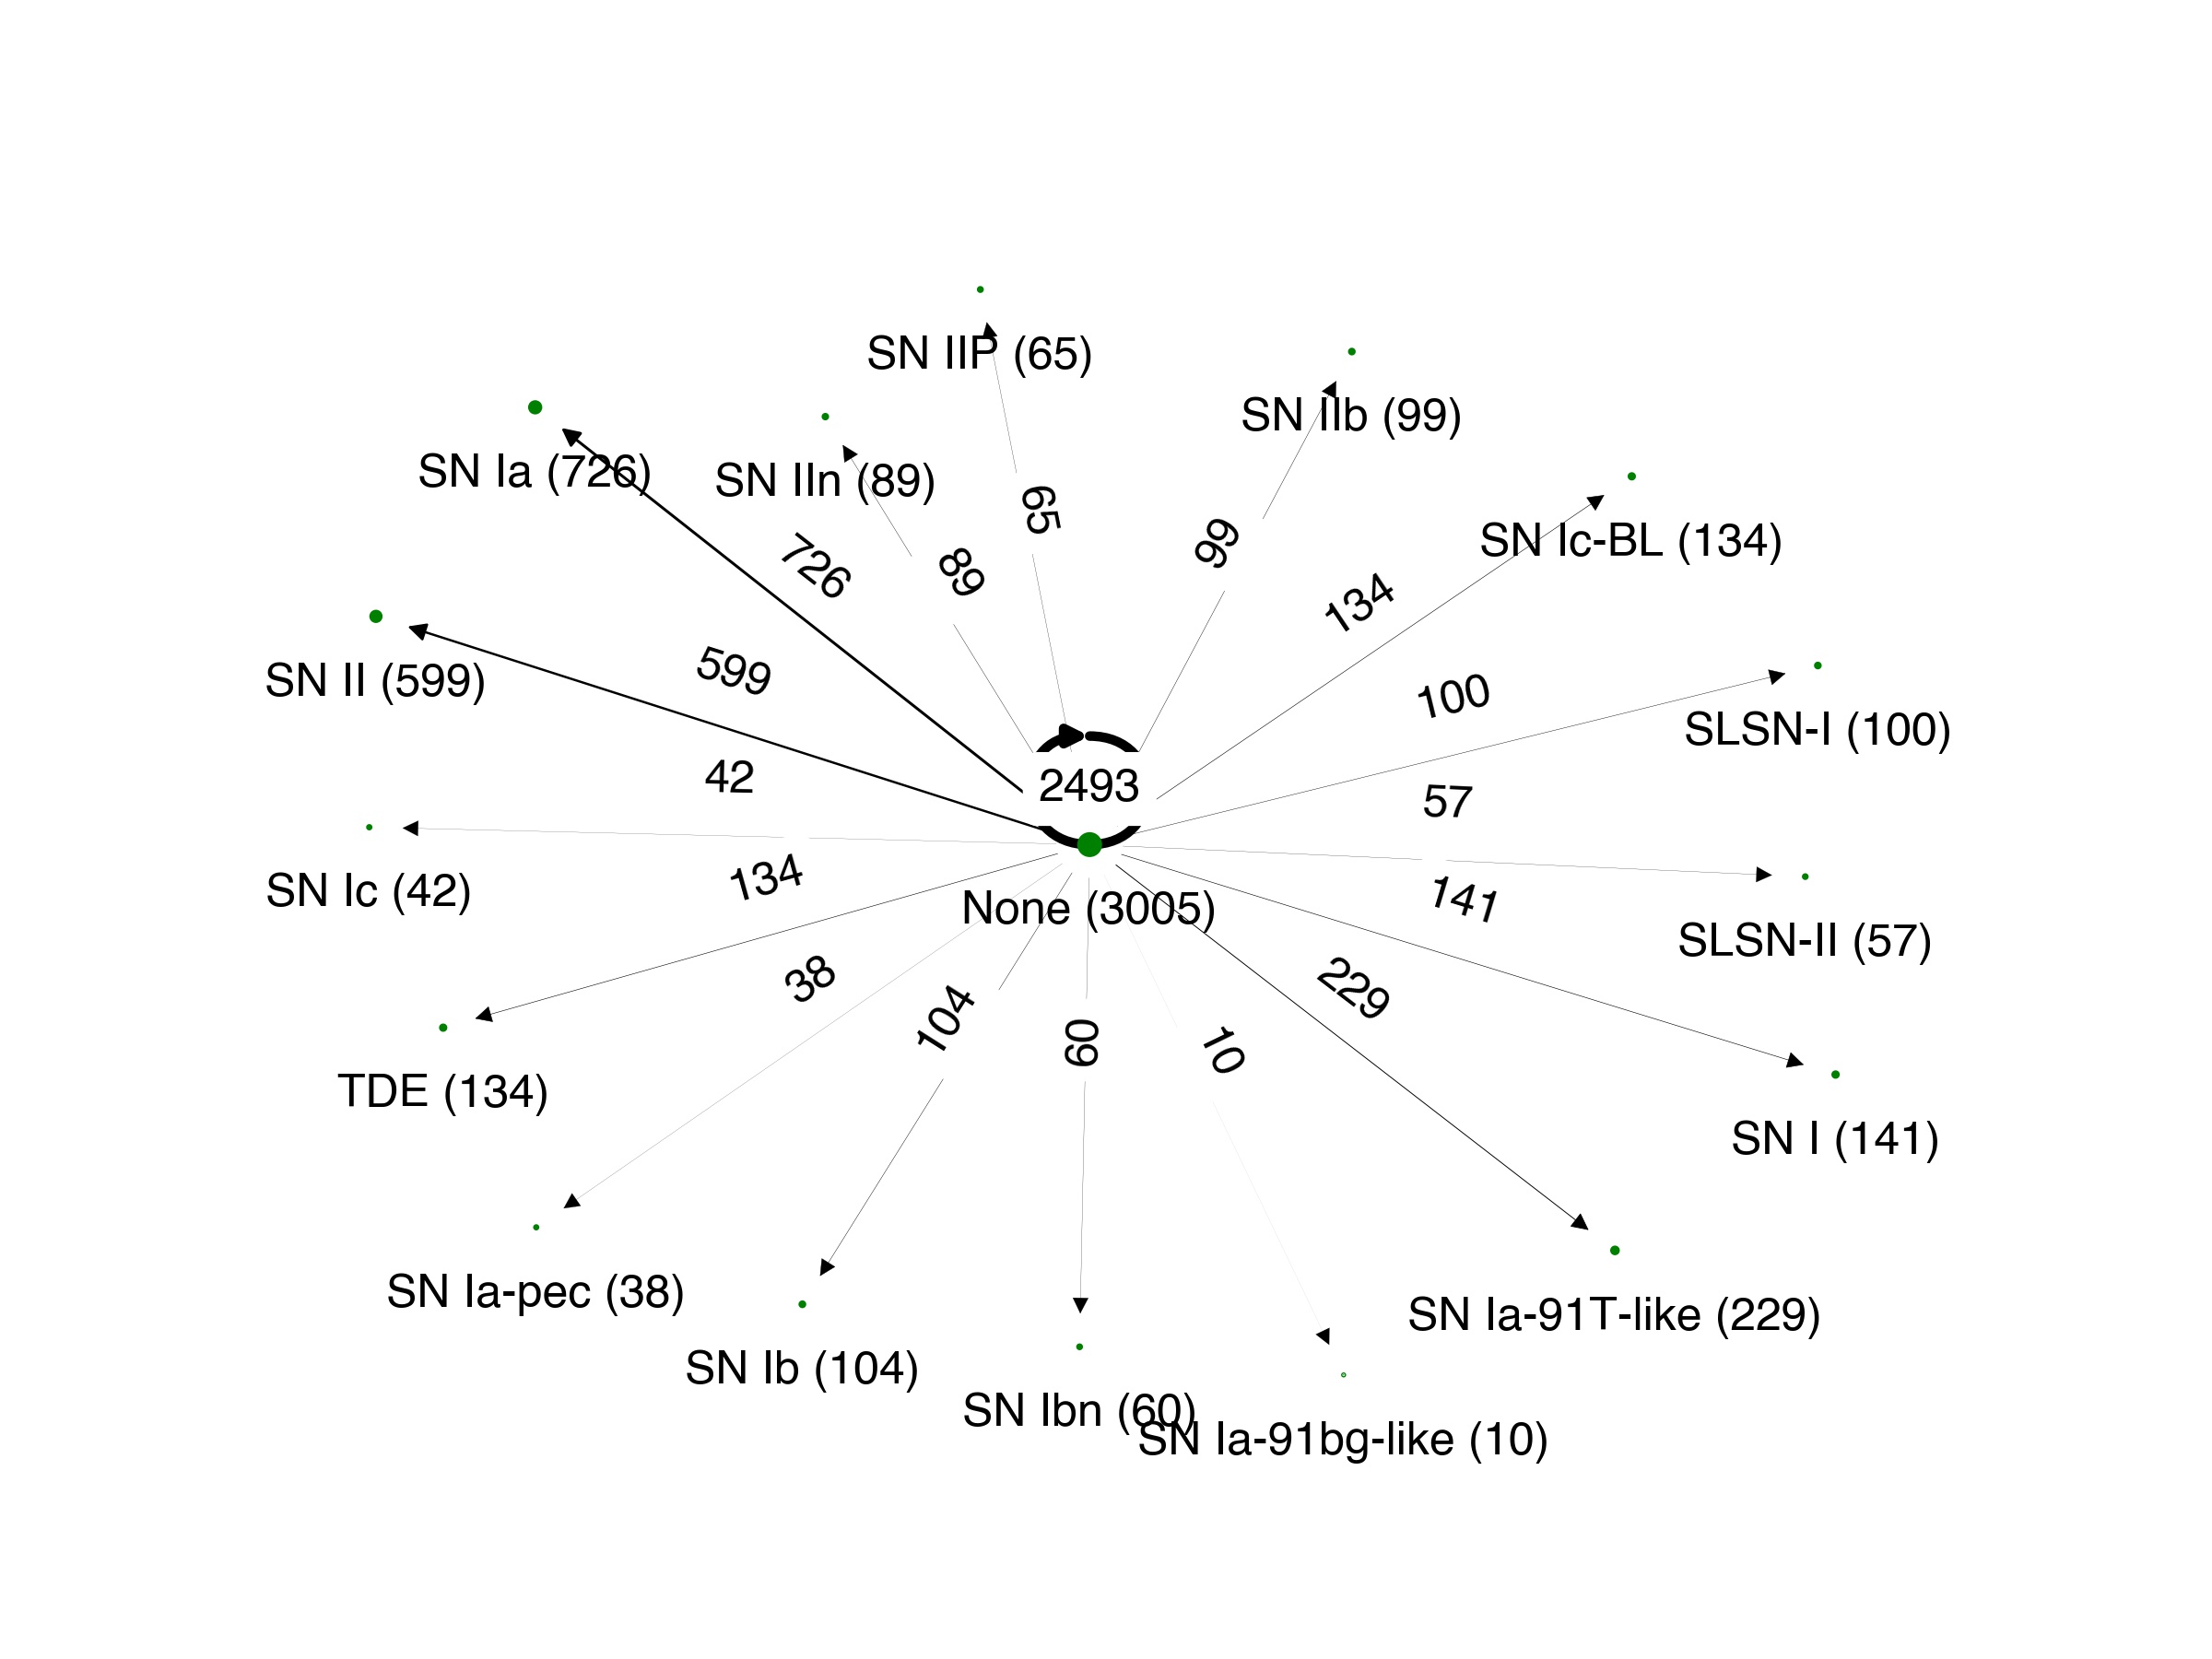 SN IIP (65)
SN IIb (99)
SN Ia (726)
SN IIn (89)
65
99
SN Ic-BL (134)
726
89
134
SN II (599)
599
100
SLSN-I (100)
42
2493
57
SN Ic (42)
134
None (3005)
141
SLSN-II (57)
38
104
60
10
229
TDE (134)
SN I (141)
SN Ia-pec (38)
SN Ia-91T-like (229)
SN Ib (104)
SN Ibn (60)
SN Ia-91bg-like (10)